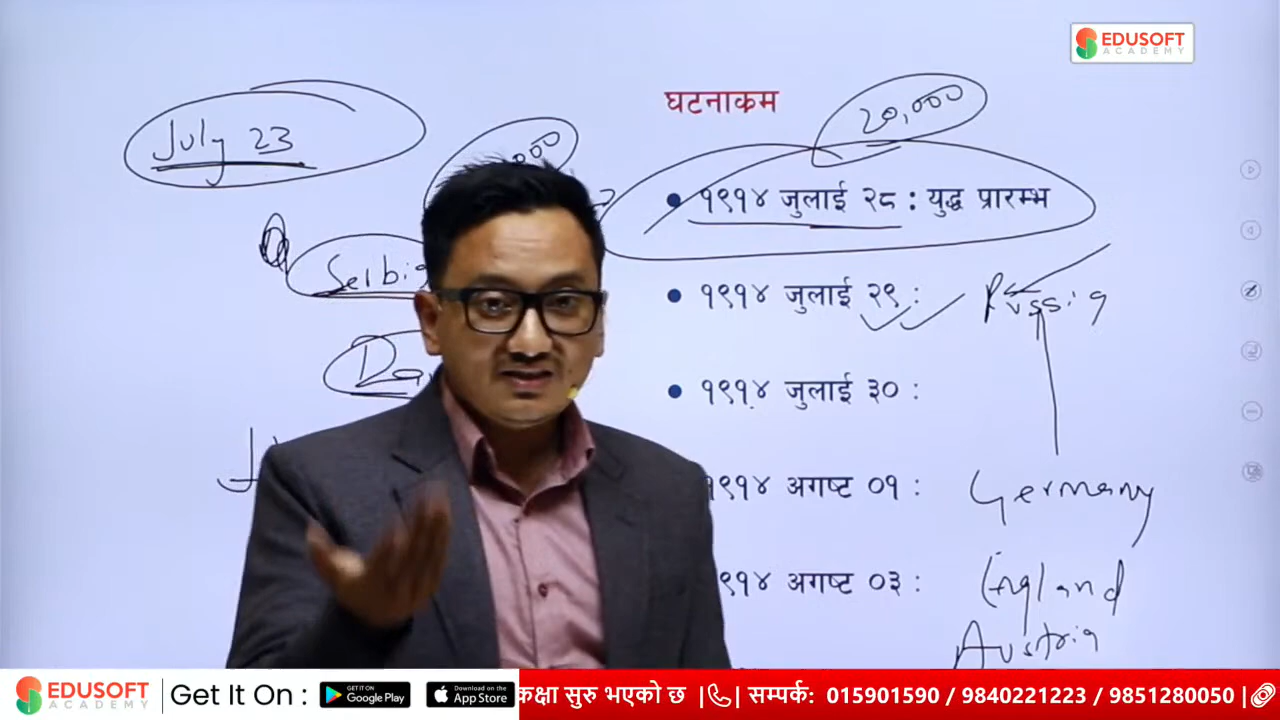 EDUSOFT
ACADEMY
घटनाक्रम
20,000
July 23
१९१४ जुलाई २८ : युद्ध प्रारम्भ
१९१४ जुलाई २९ :
Russia
१९१४ जुलाई ३० :
१९१४ अगष्ट ०१ :
Germany
१९१४ अगष्ट ०३ :
England
Austria
EDUSOFT
ACADEMY
Get It On :
GET IT ON
Google Play
Download on the
App Store
कक्षा सुरु भएको छ | सम्पर्क: 015901590 / 9840221223 / 9851280050 |